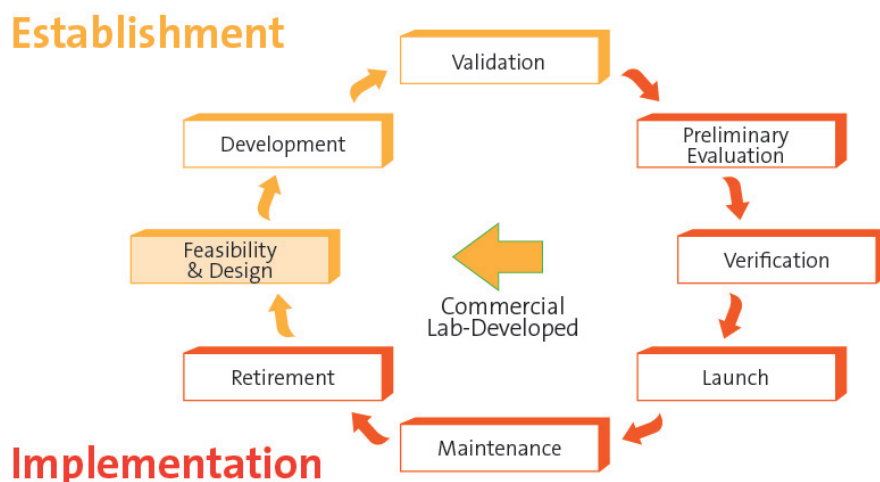 Establishment
Validation
Development
Preliminary
Evaluation
Feasibility
& Design
Verification
Commercial
Lab-Developed
Retirement
Launch
Maintenance
Implementation